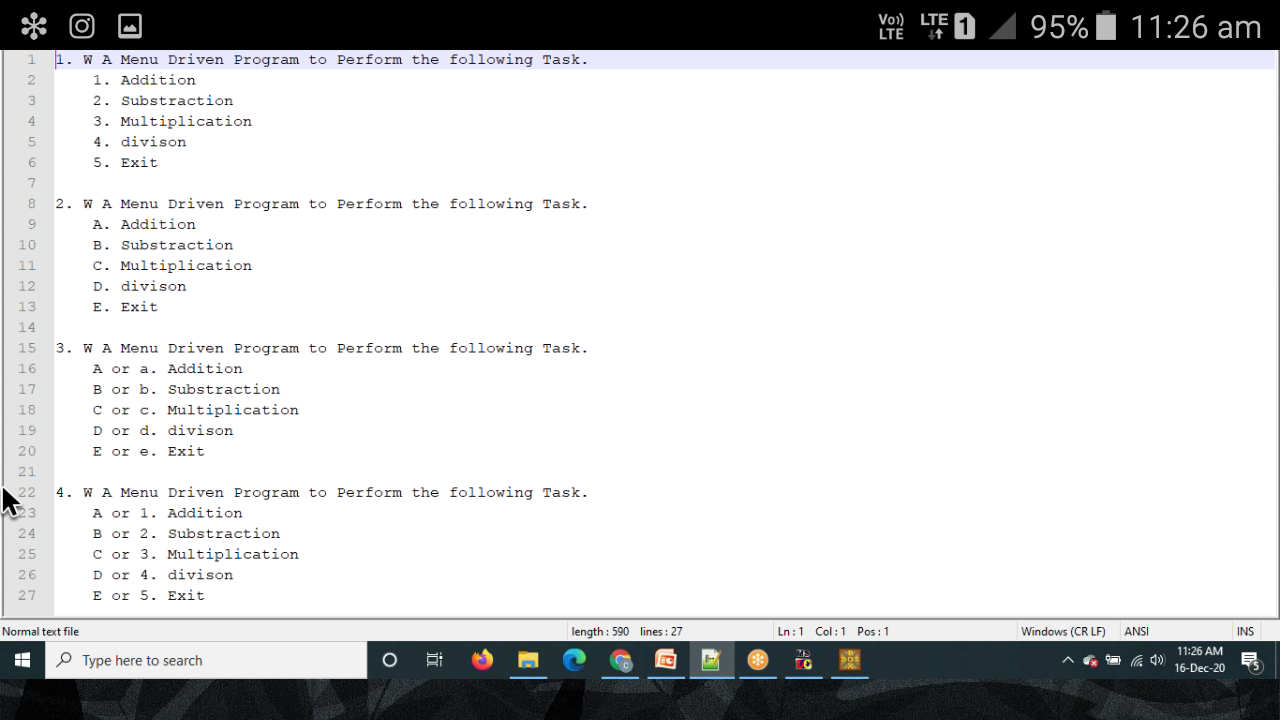 Vo) LTE LTE 1 95% 11:26 am
1 1. W A Menu Driven Program to Perform the following Task.
2 1. Addition
3 2. Substraction
4 3. Multiplication
5 4. divison
6 5. Exit
7
8 2. W A Menu Driven Program to Perform the following Task.
9 A. Addition
10 B. Substraction
11 C. Multiplication
12 D. divison
13 E. Exit
14
15 3. W A Menu Driven Program to Perform the following Task.
16 A or a. Addition
17 B or b. Substraction
18 C or c. Multiplication
19 D or d. divison
20 E or e. Exit
21
22 4. W A Menu Driven Program to Perform the following Task.
23 A or 1. Addition
24 B or 2. Substraction
25 C or 3. Multiplication
26 D or 4. divison
27 E or 5. Exit
Normal text file length : 590 lines : 27 Ln : 1 Col : 1 Pos : 1 Windows (CR LF) ANSI INS
Type here to search 11:26 AM
16-Dec-20 5